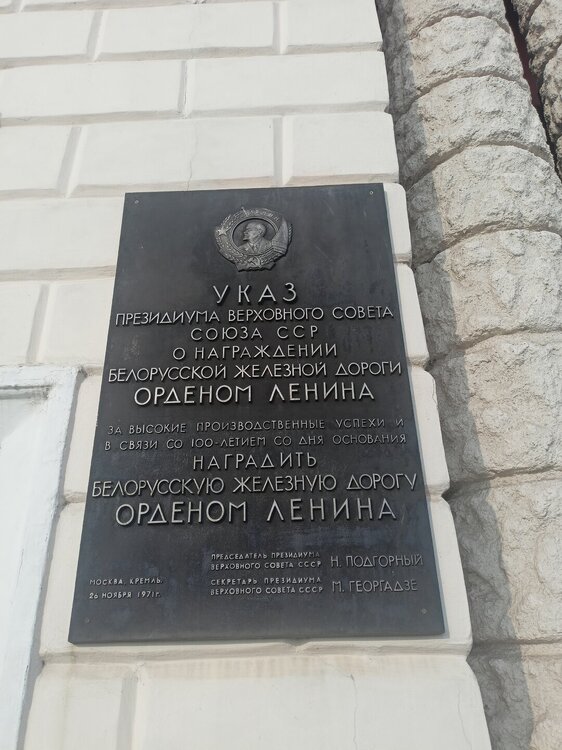 УКАЗ
ПРЕЗИДИУМА ВЕРХОВНОГО СОВЕТА
СОЮЗА ССР
О НАГРАЖДЕНИИ
БЕЛОРУССКОЙ ЖЕЛЕЗНОЙ ДОРОГИ
ОРДЕНОМ ЛЕНИНА
ЗА ВЫСОКИЕ ПРОИЗВОДСТВЕННЫЕ УСПЕХИ И
В СВЯЗИ СО 100-ЛЕТИЕМ СО ДНЯ ОСНОВАНИЯ
НАГРАДИТЬ
БЕЛОРУССКУЮ ЖЕЛЕЗНУЮ ДОРОГУ
ОРДЕНОМ ЛЕНИНА
ПРЕДСЕДАТЕЛЬ ПРЕЗИДИУМА
ВЕРХОВНОГО СОВЕТА СССР Н. ПОДГОРНЫЙ
СЕКРЕТАРЬ ПРЕЗИДИУМА
ВЕРХОВНОГО СОВЕТА СССР М. ГЕОРГАДЗЕ
МОСКВА, КРЕМЛЬ,
26 НОЯБРЯ 1971 г.